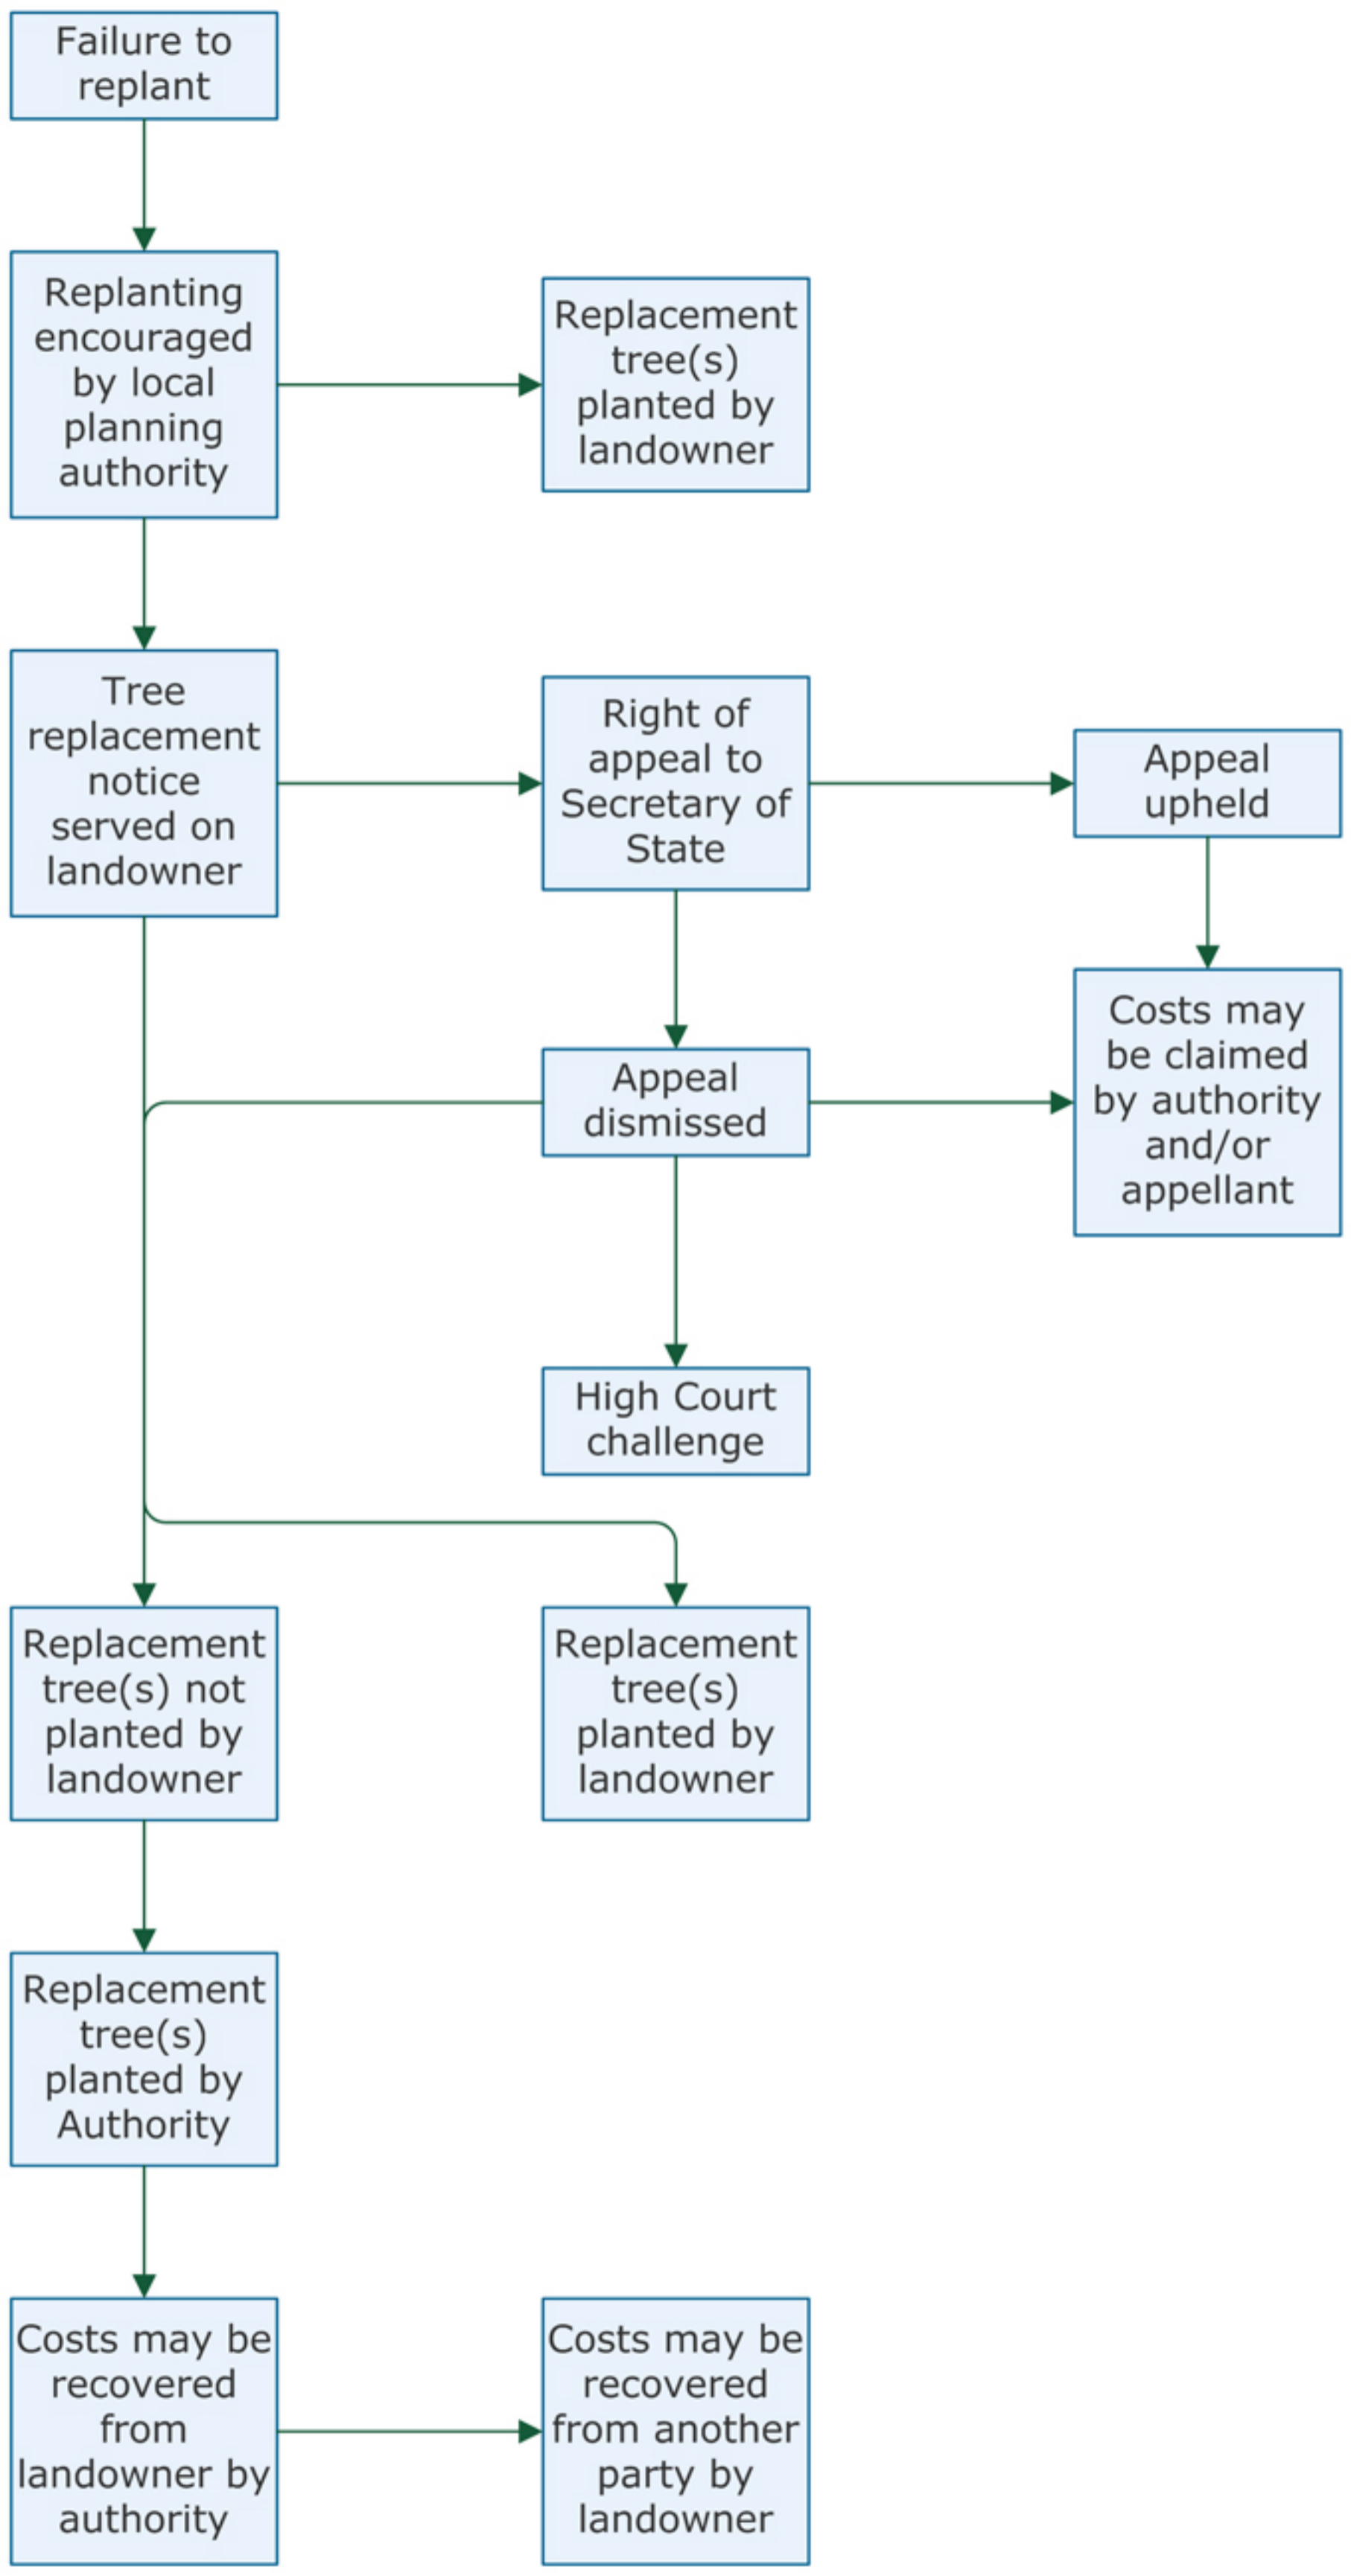 Failure to
replant
Replanting
encouraged
by local
planning
authority
Replacement
tree(s)
planted by
landowner
Tree
replacement
notice
served on
landowner
Right of
appeal to
Secretary of
State
Appeal
upheld
Appeal
dismissed
Costs may
be claimed
by authority
and/or
appellant
High Court
challenge
Replacement
tree(s) not
planted by
landowner
Replacement
tree(s)
planted by
landowner
Replacement
tree(s)
planted by
Authority
Costs may be
recovered
from
landowner by
authority
Costs may be
recovered
from another
party by
landowner